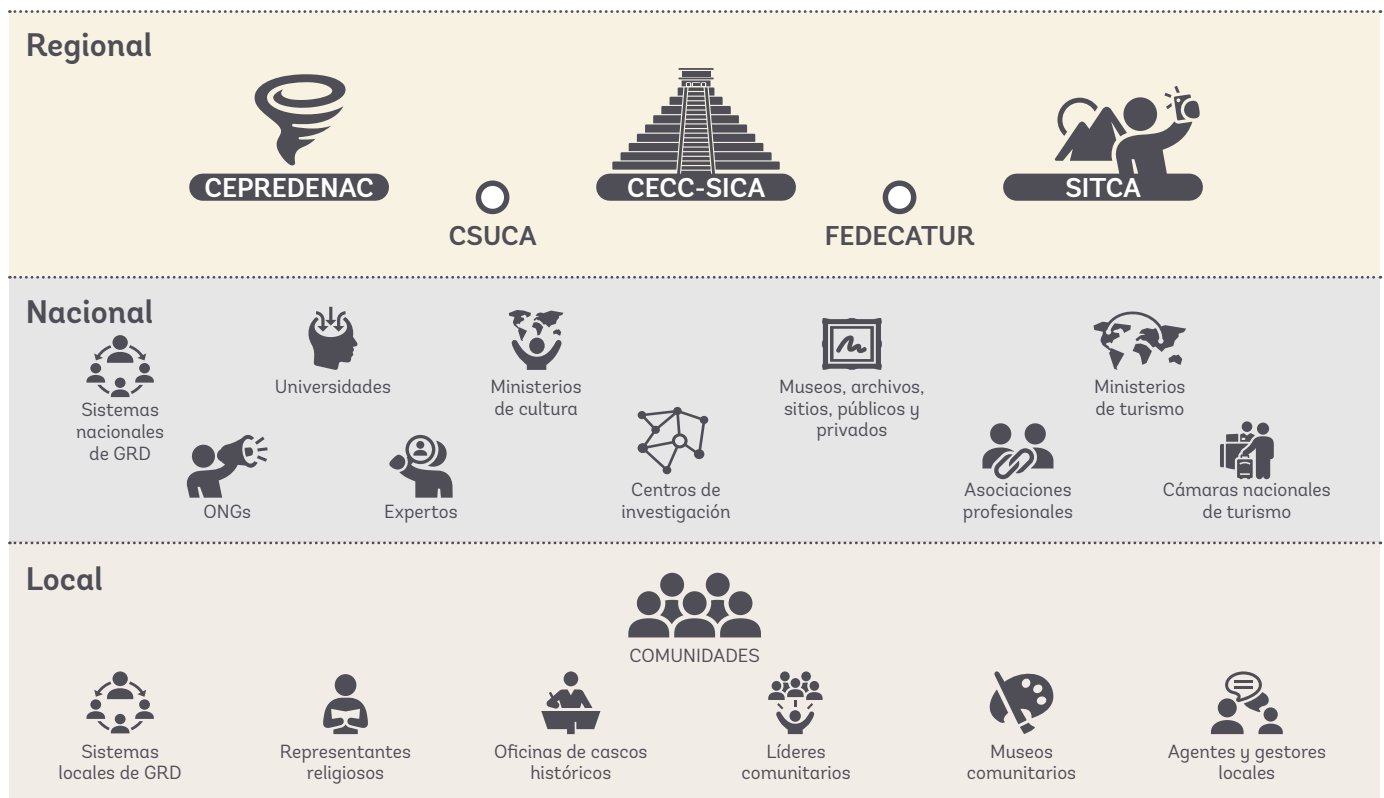 Regional
CEPREDENAC
CECC-SICA
SITCA
CSUCA
FEDECATUR
Nacional
Sistemas
nacionales
de GRD
Universidades
Ministerios
de cultura
Museos, archivos,
sitios, públicos y
privados
Ministerios
de turismo
ONGs
Expertos
Centros de
investigación
Asociaciones
profesionales
Cámaras nacionales
de turismo
Local
COMUNIDADES
Sistemas
locales de GRD
Representantes
religiosos
Oficinas de cascos
históricos
Líderes
comunitarios
Museos
comunitarios
Agentes y gestores
locales